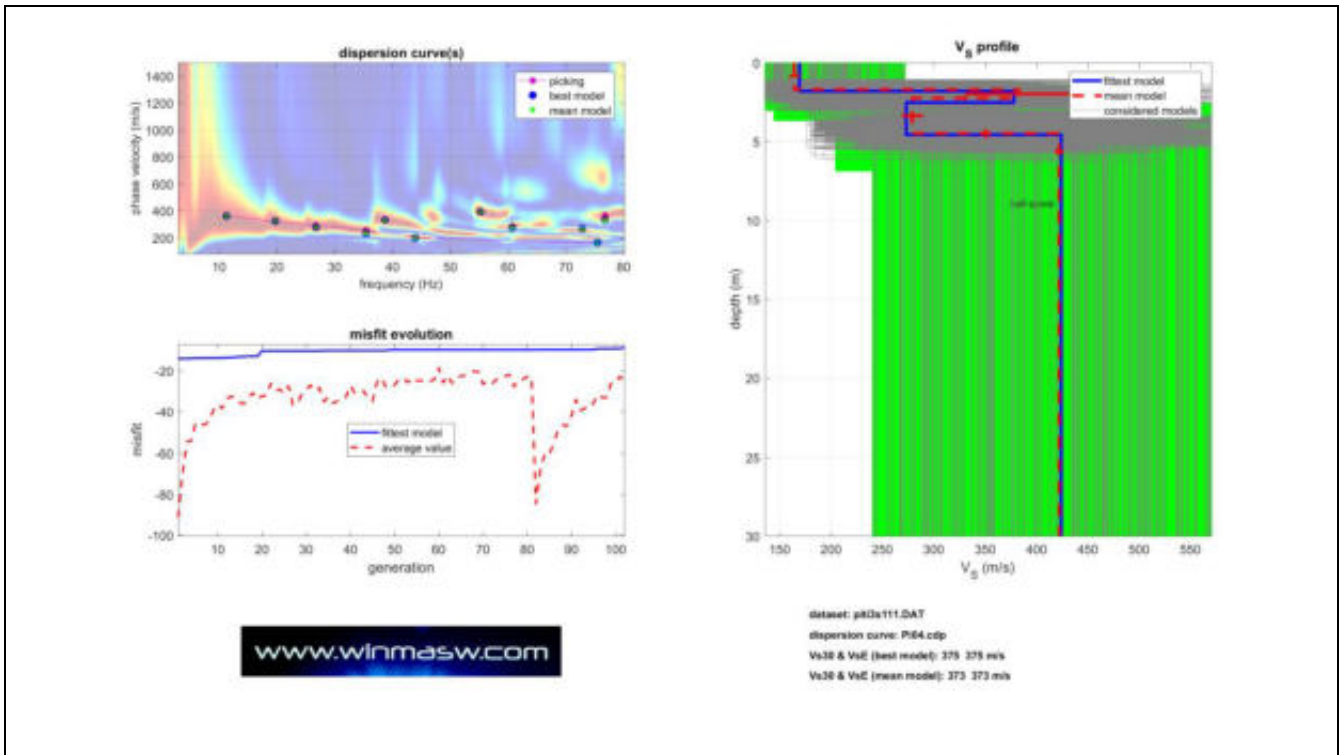 dispersion curve(s)
1400
1200
1000
800
600
400
200
phase velocity (m/s)
picking
best model
mean model
10 20 30 40 50 60 70 80
frequency (Hz)
misfit evolution
-20
-40
-60
-80
-100
misfit
fittest model
average value
10 20 30 40 50 60 70 80 90 100
generation
www.winmasw.com
VS profile
0
5
10
15
20
25
30
depth (m)
fittest model
mean model
considered models
150 200 250 300 350 400 450 500 550
VS (m/s)
dataset: piti3s111.DAT
dispersion curve: PI64.cdp
Vs30 & VsE (best model): 375 375 m/s
Vs30 & VsE (mean model): 373 373 m/s